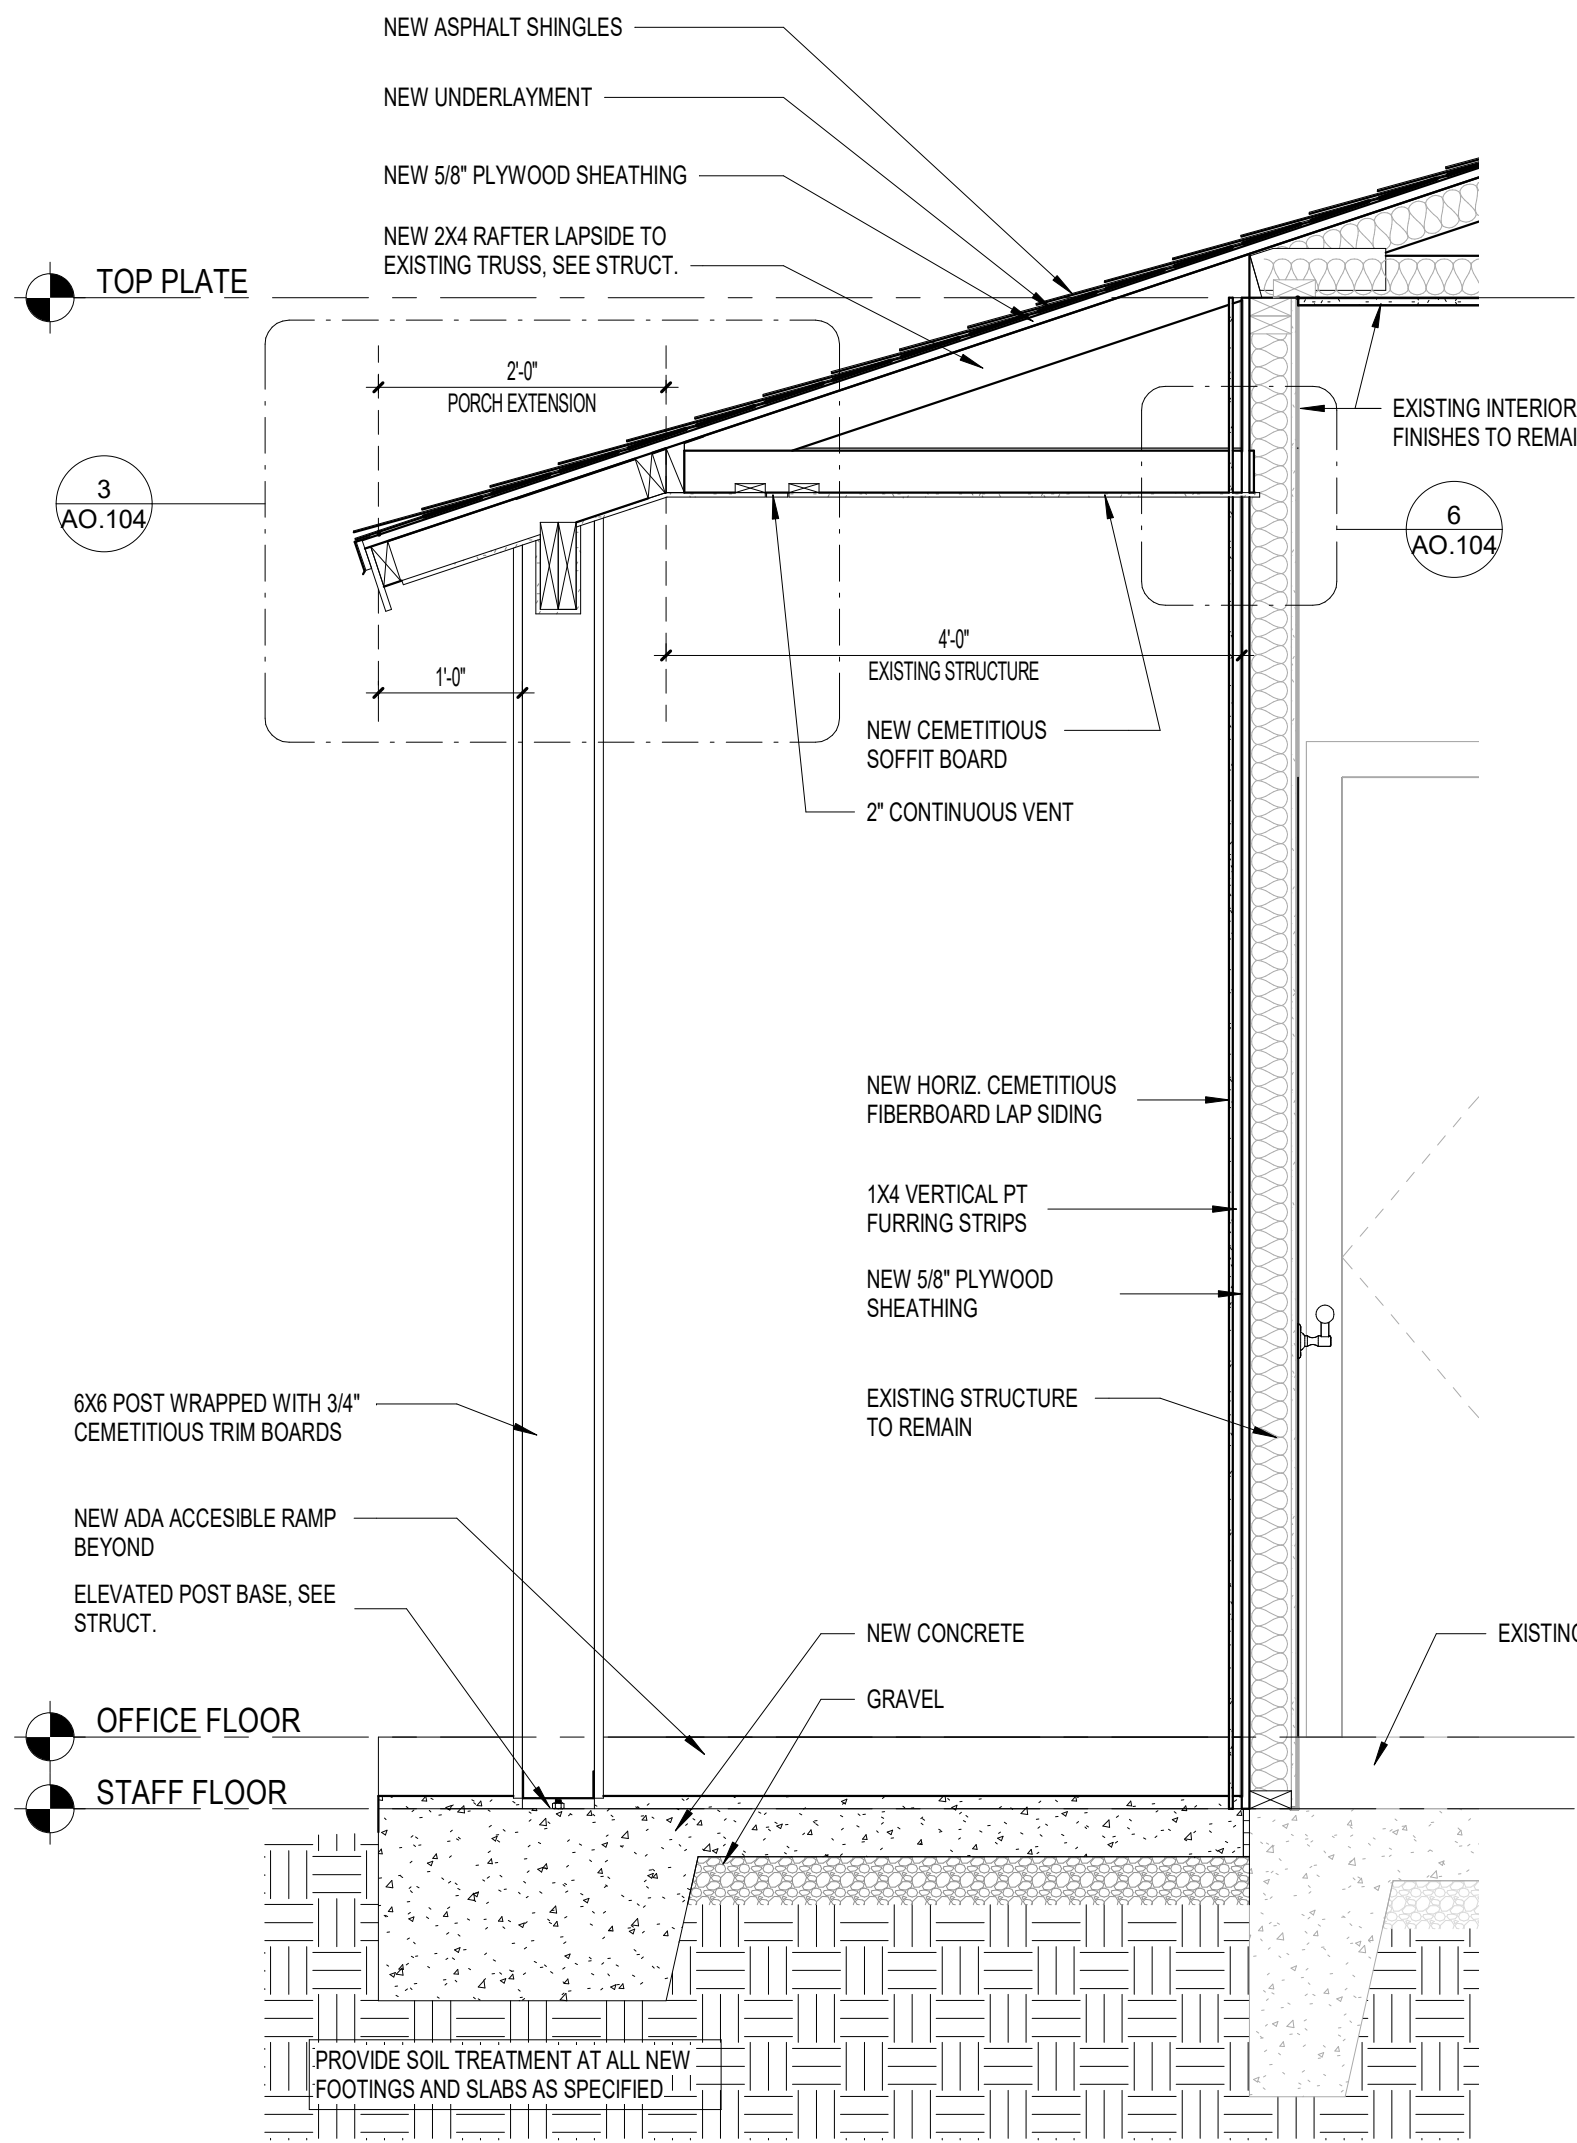 NEW ASPHALT SHINGLES
NEW UNDERLAYMENT
NEW 5/8" PLYWOOD SHEATHING
NEW 2X4 RAFTER LAPSIDE TO
EXISTING TRUSS, SEE STRUCT.
TOP PLATE
2'-0"
PORCH EXTENSION
EXISTING INTERIOR
FINISHES TO REMAI
3
AO.104
6
AO.104
4'-0"
EXISTING STRUCTURE
1'-0"
NEW CEMETITIOUS
SOFFIT BOARD
2" CONTINUOUS VENT
NEW HORIZ. CEMETITIOUS
FIBERBOARD LAP SIDING
1X4 VERTICAL PT
FURRING STRIPS
NEW 5/8" PLYWOOD
SHEATHING
6X6 POST WRAPPED WITH 3/4"
CEMETITIOUS TRIM BOARDS
EXISTING STRUCTURE
TO REMAIN
NEW ADA ACCESIBLE RAMP
BEYOND
ELEVATED POST BASE, SEE
STRUCT.
NEW CONCRETE
EXISTING
GRAVEL
OFFICE FLOOR
STAFF FLOOR
PROVIDE SOIL TREATMENT AT ALL NEW
FOOTINGS AND SLABS AS SPECIFIED